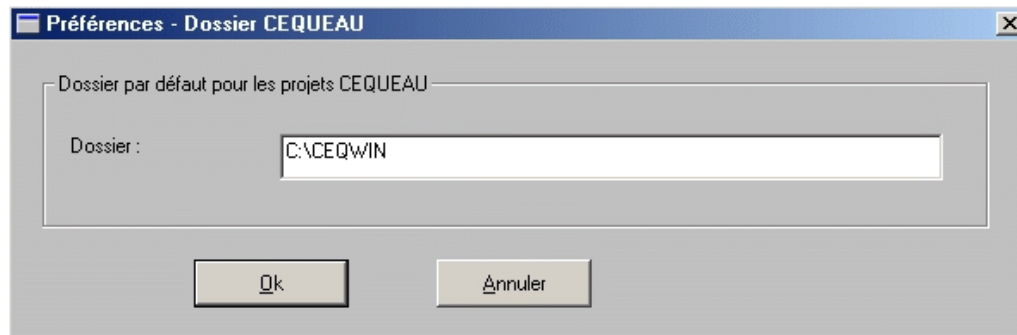 Préférences - Dossier CEQUEAU
Dossier par défaut pour les projets CEQUEAU
Dossier :
C:\CEQWIN
Ok
Annuler